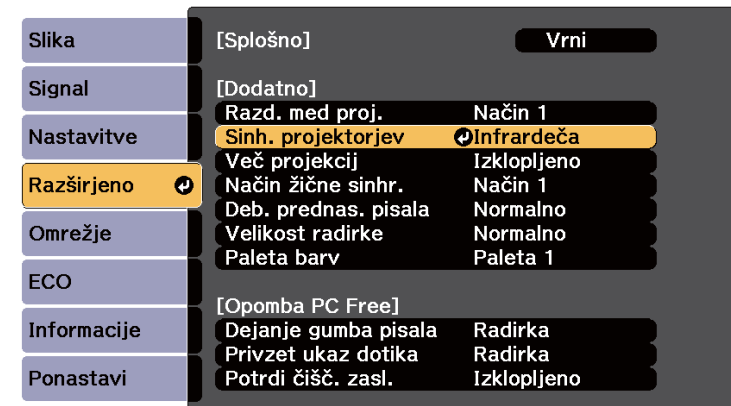 Slika
Signal
Nastavitve
Razširjeno
Omrežje
ECO
Informacije
Ponastavi
[Splošno] Vrni
[Dodatno]
Razd. med proj. Način 1
Sinh. projektorjev Infrardeča
Več projekcij Izklopljeno
Način žične sinhr. Način 1
Deb. prednas. pisala Normalno
Velikost radirke Normalno
Paleta barv Paleta 1
[Opomba PC Free]
Dejanje gumba pisala Radirka
Privzet ukaz dotika Radirka
Potrdi čišč. zasl. Izklopljeno